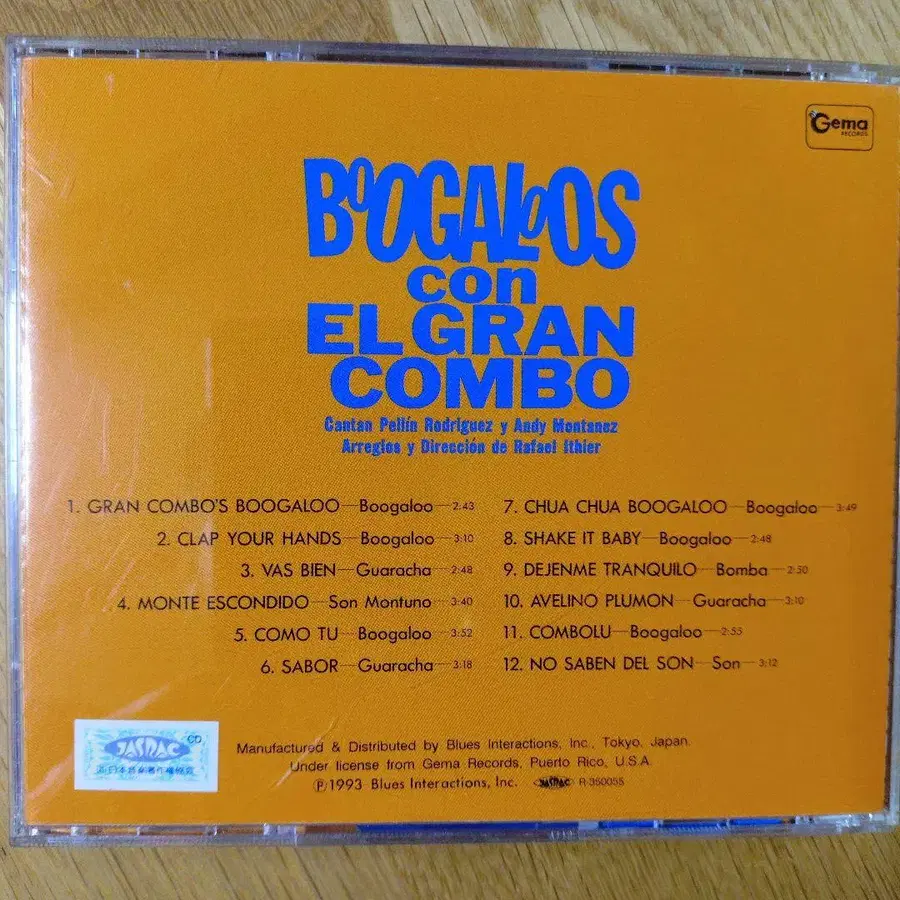 Gema
RECORDS
BOOGALOOS
con
EL GRAN
COMBO
Cantan Pellín Rodriguez y Andy Montanez
Arreglos y Dirección de Rafael Ithier
1. GRAN COMBO'S BOOGALOO—Boogaloo—2:43
2. CLAP YOUR HANDS—Boogaloo—3:10
3. VAS BIEN—Guaracha—2:48
4. MONTE ESCONDIDO—Son Montuno—3:40
5. COMO TU—Boogaloo—3:52
6. SABOR—Guaracha—3:18
7. CHUA CHUA BOOGALOO—Boogaloo—3:49
8. SHAKE IT BABY—Boogaloo—2:48
9. DEJENME TRANQUILO—Bomba—2:50
10. AVELINO PLUMON—Guaracha—3:10
11. COMBOLU—Boogaloo—2:55
12. NO SABEN DEL SON—Son—3:12
CD
JASRAC
Manufactured & Distributed by Blues Interactions, Inc., Tokyo, Japan.
Under license from Gema Records, Puerto Rico, U.S.A.
℗1993 Blues Interactions, Inc. JASRAC R-350055